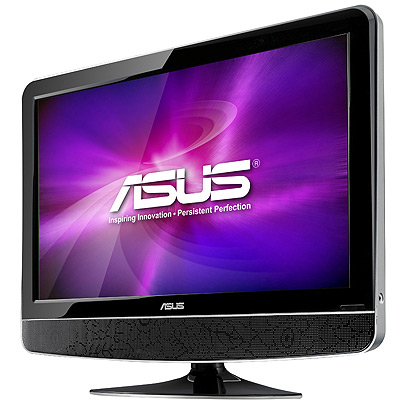 ASUS®
Inspiring Innovation - Persistent Perfection
ASUS